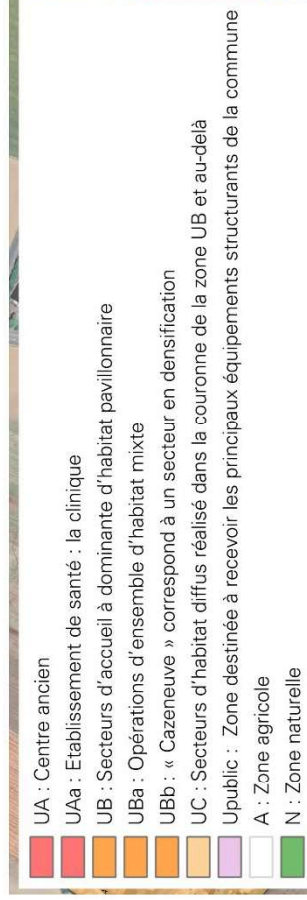 UA : Centre ancien
UAa : Etablissement de santé : la clinique
UB : Secteurs d'accueil à dominante d'habitat pavillonnaire
UBa : Opérations d'ensemble d'habitat mixte
UBb : « Cazeneuve » correspond à un secteur en densification
UC : Secteurs d'habitat diffus réalisé dans la couronne de la zone UB et au-delà
Upublic : Zone destinée à recevoir les principaux équipements structurants de la commune
A : Zone agricole
N : Zone naturelle